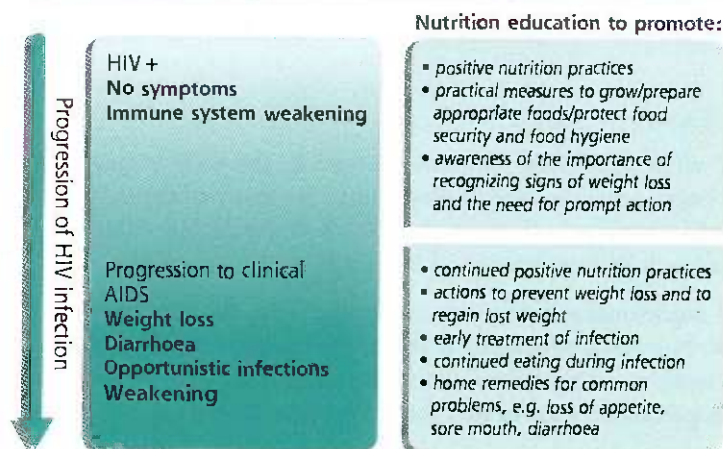 Nutrition education to promote:
Progression of HIV infection
HIV +
No symptoms
Immune system weakening
• positive nutrition practices
• practical measures to grow/prepare
appropriate foods/protect food
security and food hygiene
• awareness of the importance of
recognizing signs of weight loss
and the need for prompt action
Progression to clinical
AIDS
Weight loss
Diarrhoea
Opportunistic infections
Weakening
• continued positive nutrition practices
• actions to prevent weight loss and to
regain lost weight
• early treatment of infection
• continued eating during infection
• home remedies for common
problems, e.g. loss of appetite,
sore mouth, diarrhoea